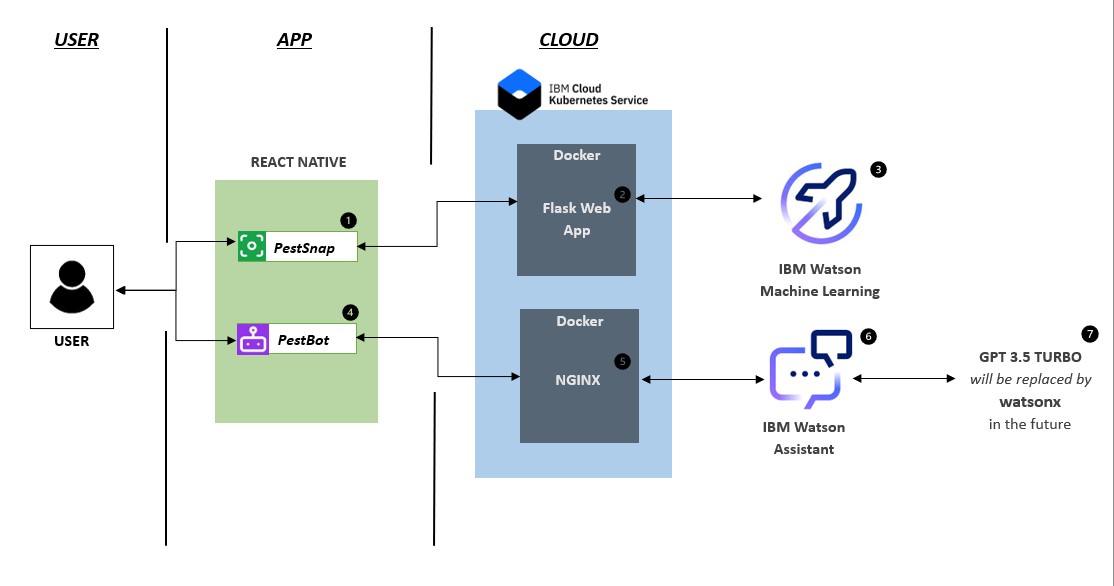 USER
APP
CLOUD
IBM Cloud
Kubernetes Service
REACT NATIVE
1
PestSnap
4
PestBot
USER
Docker
2
Flask Web
App
Docker
5
NGINX
3
IBM Watson
Machine Learning
6
IBM Watson
Assistant
7
GPT 3.5 TURBO
will be replaced by
watsonx
in the future